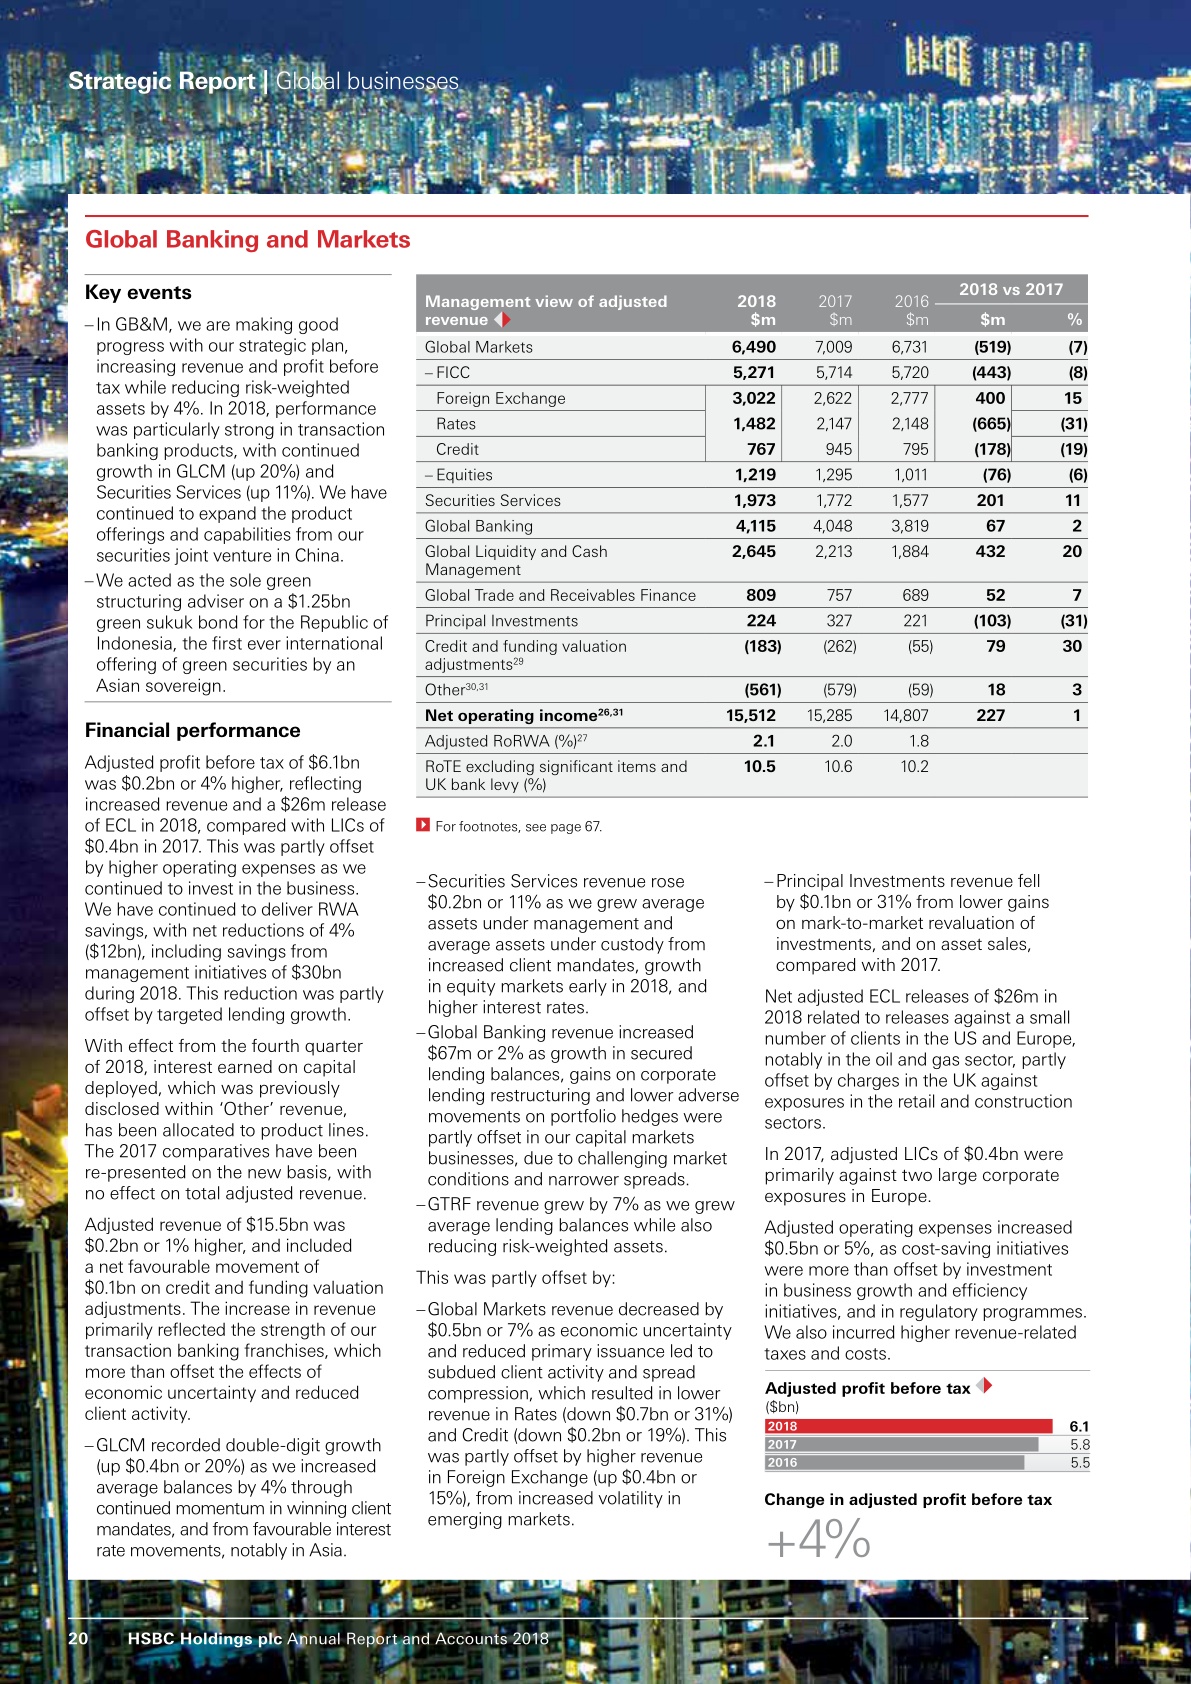 Strategic Report | Global businesses
Global Banking and Markets
Key events
– In GB&M, we are making good
progress with our strategic plan,
increasing revenue and profit before
tax while reducing risk-weighted
assets by 4%. In 2018, performance
was particularly strong in transaction
banking products, with continued
growth in GLCM (up 20%) and
Securities Services (up 11%). We have
continued to expand the product
offerings and capabilities from our
securities joint venture in China.
– We acted as the sole green
structuring adviser on a $1.25bn
green sukuk bond for the Republic of
Indonesia, the first ever international
offering of green securities by an
Asian sovereign.
Financial performance
Adjusted profit before tax of $6.1bn
was $0.2bn or 4% higher, reflecting
increased revenue and a $26m release
of ECL in 2018, compared with LICs of
$0.4bn in 2017. This was partly offset
by higher operating expenses as we
continued to invest in the business.
We have continued to deliver RWA
savings, with net reductions of 4%
($12bn), including savings from
management initiatives of $30bn
during 2018. This reduction was partly
offset by targeted lending growth.
With effect from the fourth quarter
of 2018, interest earned on capital
deployed, which was previously
disclosed within ‘Other’ revenue,
has been allocated to product lines.
The 2017 comparatives have been
re-presented on the new basis, with
no effect on total adjusted revenue.
Adjusted revenue of $15.5bn was
$0.2bn or 1% higher, and included
a net favourable movement of
$0.1bn on credit and funding valuation
adjustments. The increase in revenue
primarily reflected the strength of our
transaction banking franchises, which
more than offset the effects of
economic uncertainty and reduced
client activity.
– GLCM recorded double-digit growth
(up $0.4bn or 20%) as we increased
average balances by 4% through
continued momentum in winning client
mandates, and from favourable interest
rate movements, notably in Asia.
2018 vs 2017
Management view of adjusted 2018 2017 2016
revenue $m $m $m $m %
Global Markets 6,490 7,009 6,731 (519) (7)
– FICC 5,271 5,714 5,720 (443) (8)
Foreign Exchange 3,022 2,622 2,777 400 15
Rates 1,482 2,147 2,148 (665) (31)
Credit 767 945 795 (178) (19)
– Equities 1,219 1,295 1,011 (76) (6)
Securities Services 1,973 1,772 1,577 201 11
Global Banking 4,115 4,048 3,819 67 2
Global Liquidity and Cash 2,645 2,213 1,884 432 20
Management
Global Trade and Receivables Finance 809 757 689 52 7
Principal Investments 224 327 221 (103) (31)
Credit and funding valuation (183) (262) (55) 79 30
adjustments29
Other30,31 (561) (579) (59) 18 3
Net operating income26,31 15,512 15,285 14,807 227 1
Adjusted RoRWA (%)27 2.1 2.0 1.8
RoTE excluding significant items and 10.5 10.6 10.2
UK bank levy (%)
For footnotes, see page 67.
– Securities Services revenue rose
$0.2bn or 11% as we grew average
assets under management and
average assets under custody from
increased client mandates, growth
in equity markets early in 2018, and
higher interest rates.
– Global Banking revenue increased
$67m or 2% as growth in secured
lending balances, gains on corporate
lending restructuring and lower adverse
movements on portfolio hedges were
partly offset in our capital markets
businesses, due to challenging market
conditions and narrower spreads.
– GTRF revenue grew by 7% as we grew
average lending balances while also
reducing risk-weighted assets.
This was partly offset by:
– Global Markets revenue decreased by
$0.5bn or 7% as economic uncertainty
and reduced primary issuance led to
subdued client activity and spread
compression, which resulted in lower
revenue in Rates (down $0.7bn or 31%)
and Credit (down $0.2bn or 19%). This
was partly offset by higher revenue
in Foreign Exchange (up $0.4bn or
15%), from increased volatility in
emerging markets.
– Principal Investments revenue fell
by $0.1bn or 31% from lower gains
on mark-to-market revaluation of
investments, and on asset sales,
compared with 2017.
Net adjusted ECL releases of $26m in
2018 related to releases against a small
number of clients in the US and Europe,
notably in the oil and gas sector, partly
offset by charges in the UK against
exposures in the retail and construction
sectors.
In 2017, adjusted LICs of $0.4bn were
primarily against two large corporate
exposures in Europe.
Adjusted operating expenses increased
$0.5bn or 5%, as cost-saving initiatives
were more than offset by investment
in business growth and efficiency
initiatives, and in regulatory programmes.
We also incurred higher revenue-related
taxes and costs.
Adjusted profit before tax
($bn)
2018 6.1
2017 5.8
2016 5.5
Change in adjusted profit before tax
+4%
20 HSBC Holdings plc Annual Report and Accounts 2018